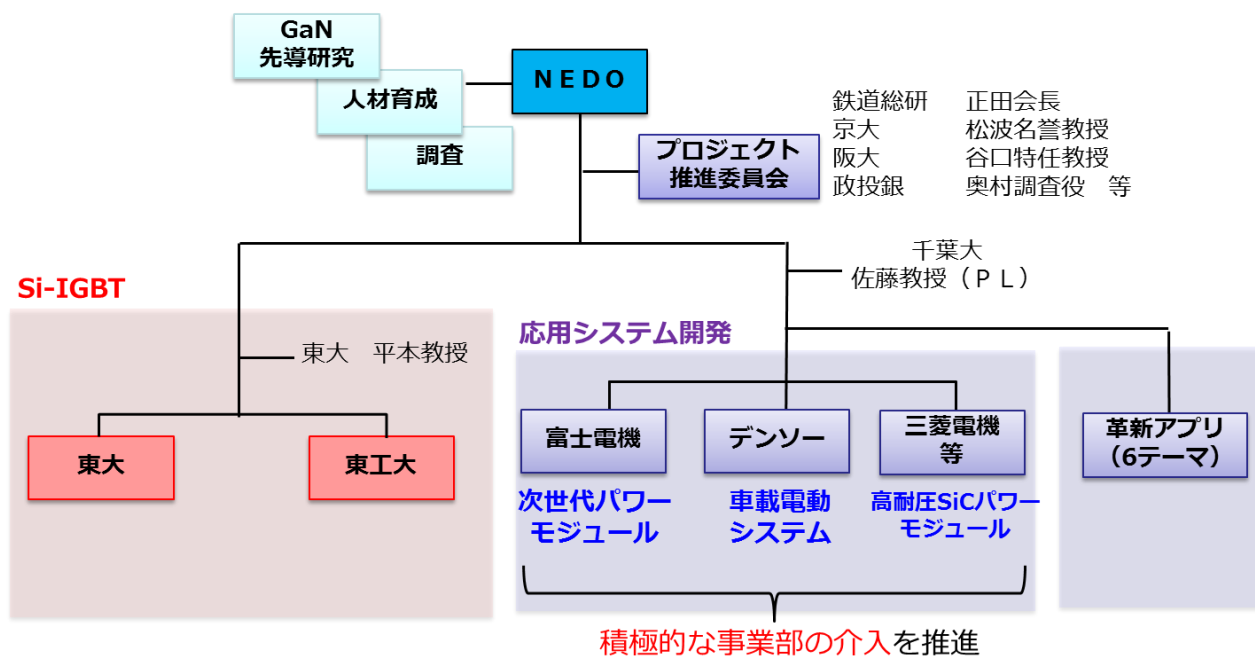 GaN
先導研究
人材育成
調査
ＮＥＤＯ
プロジェクト
推進委員会
鉄道総研　正田会長
京大　松波名誉教授
阪大　谷口特任教授
政投銀　奥村調査役　等
千葉大
佐藤教授（ＰＬ）
Si-IGBT
東大　平本教授
東大
東工大
応用システム開発
富士電機
次世代パワー
モジュール
デンソー
車載電動
システム
三菱電機
等
高耐圧SiCパワー
モジュール
革新アプリ
（6テーマ）
積極的な事業部の介入を推進